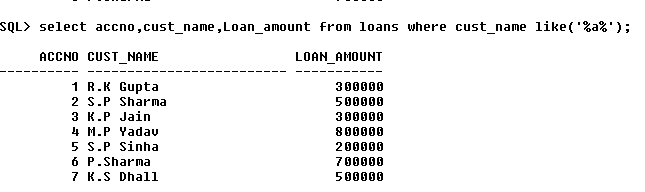 SQL> select accno,cust_name,Loan_amount from loans where cust_name like('%a%');
ACCNO CUST_NAME LOAN_AMOUNT
---------- ------------------------- -----------
1 R.K Gupta 300000
2 S.P Sharma 500000
3 K.P Jain 300000
4 M.P Yadav 800000
5 S.P Sinha 200000
6 P.Sharma 700000
7 K.S Dhall 500000